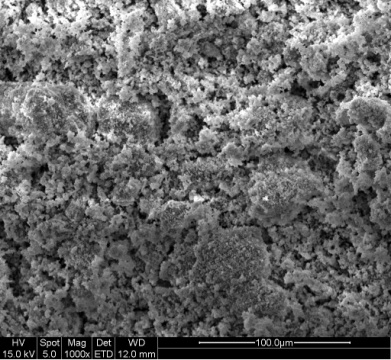 HV Spot Mag Det WD 100.0µm
15.0 kV 5.0 1000x ETD 12.0 mm